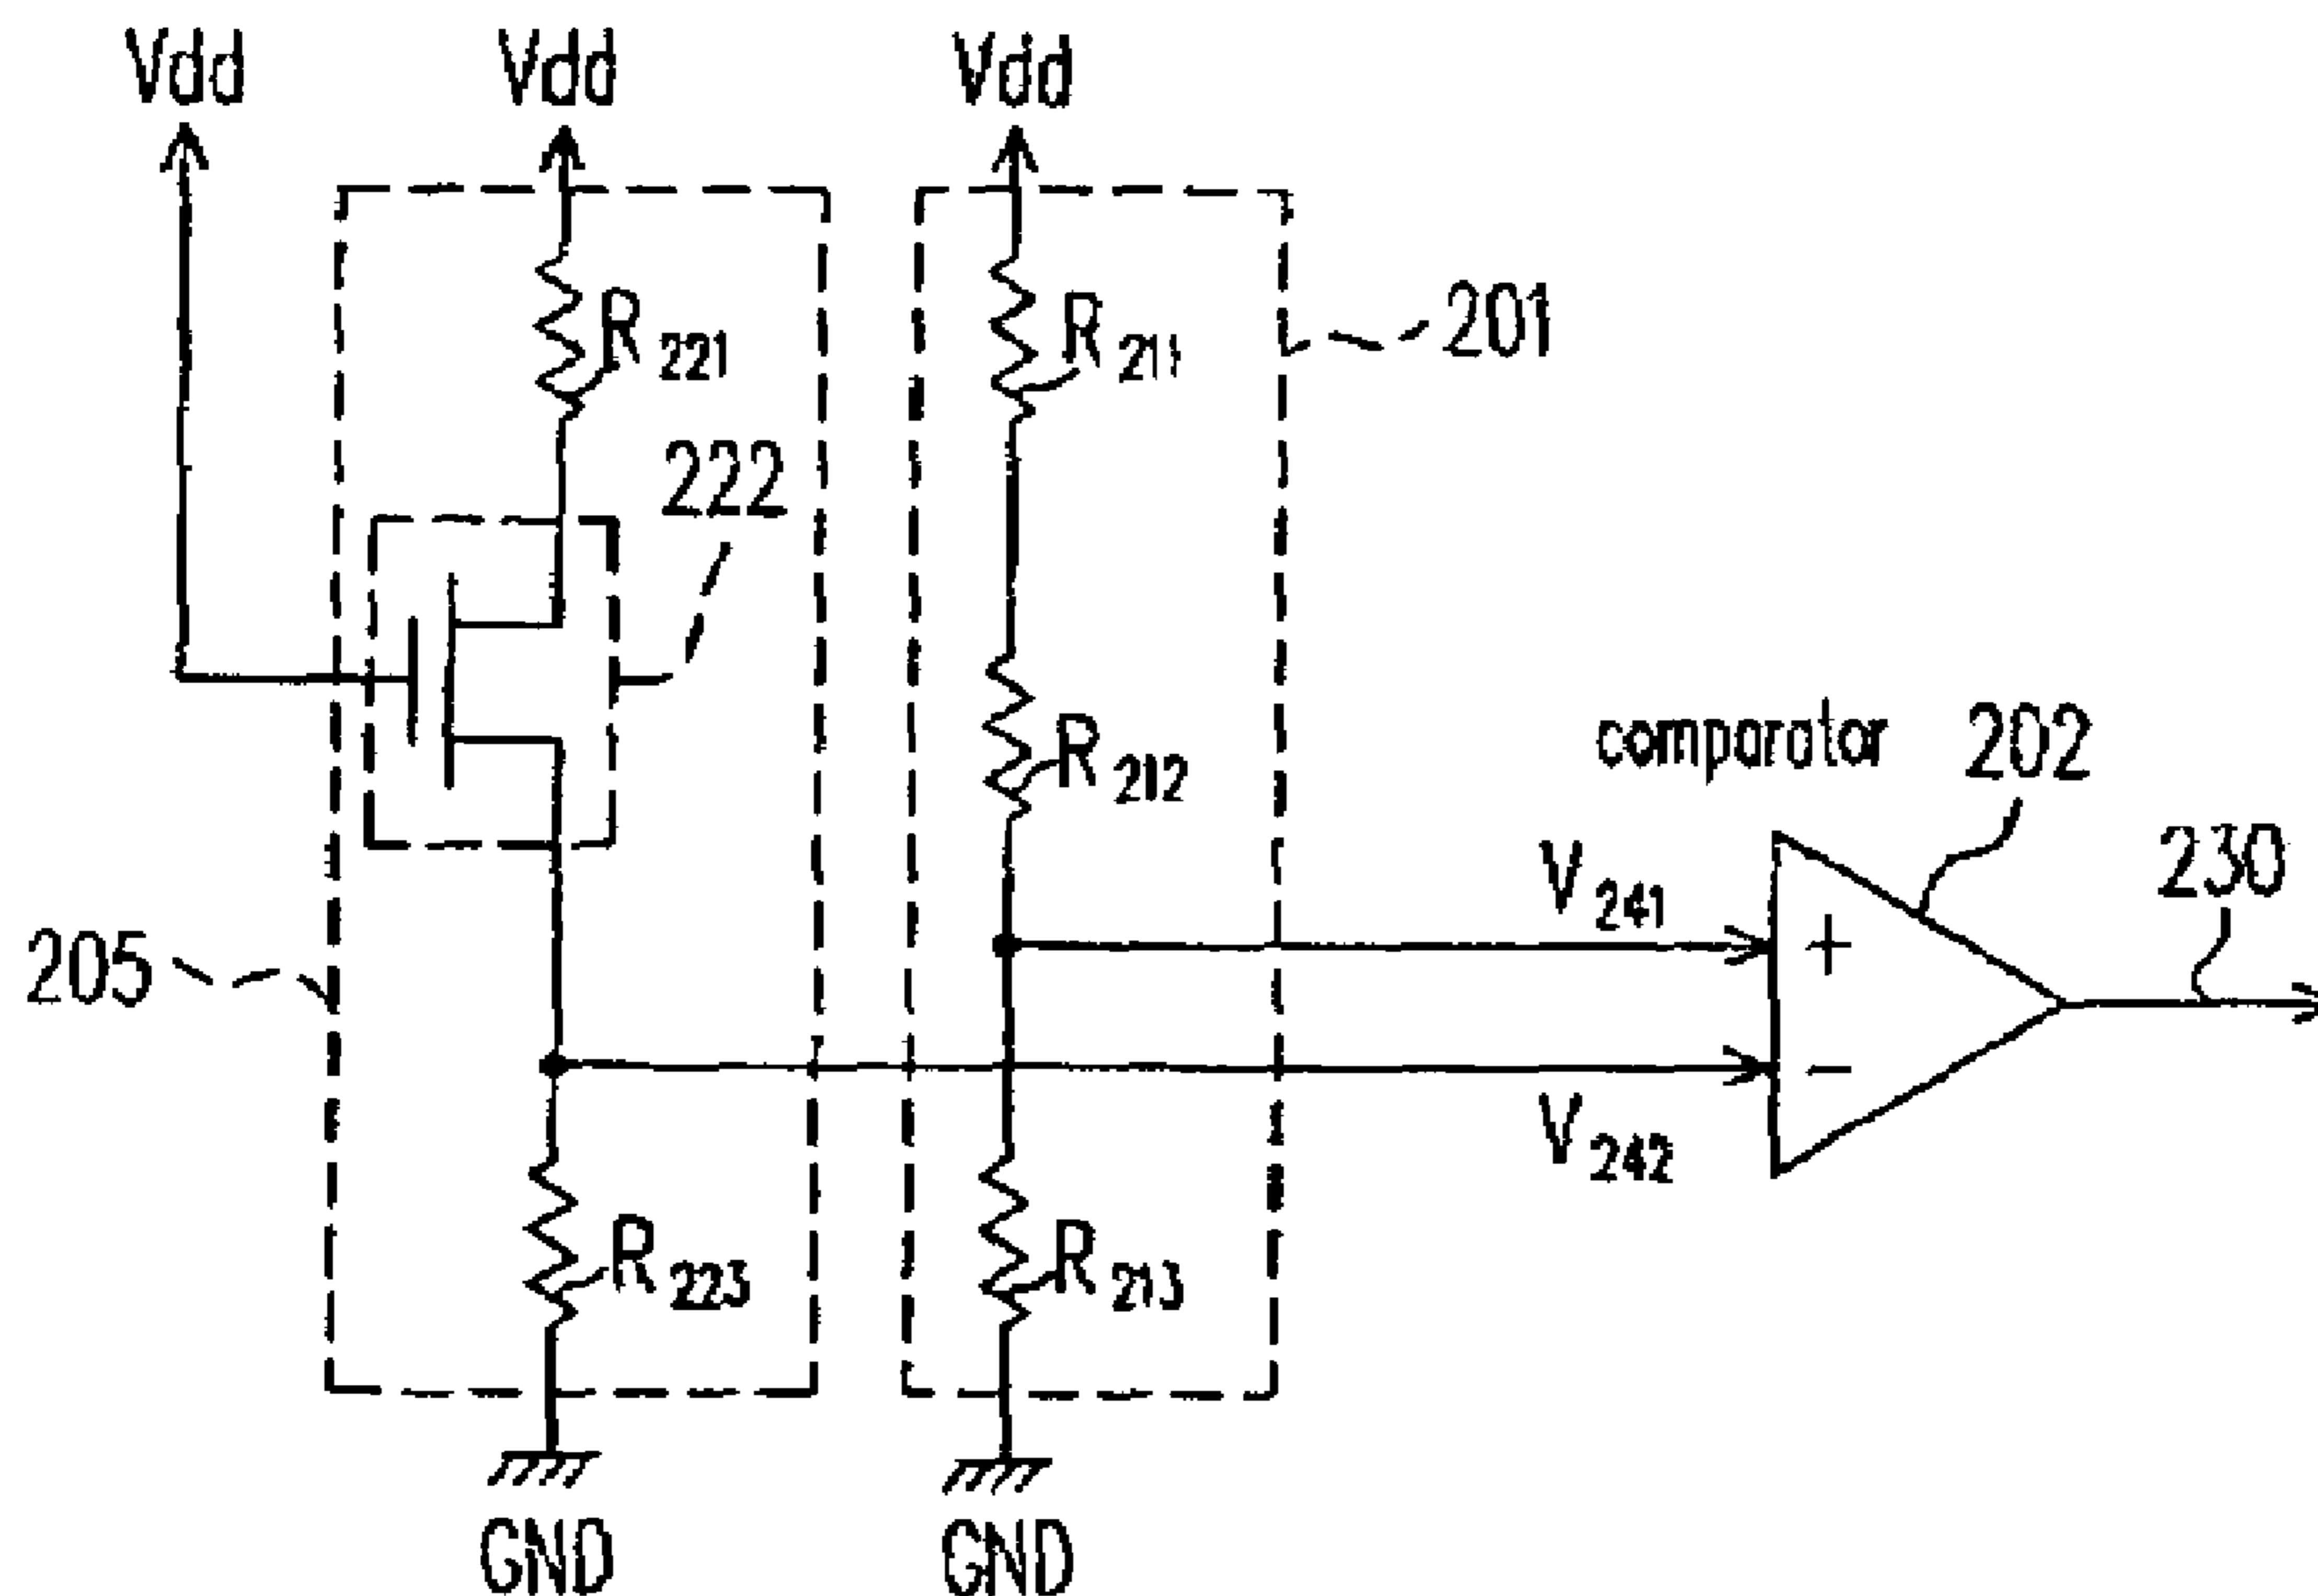 Vdd
Vdd
Vdd
R221
R211
201
222
R212
comparator
202
V241
230
+
205
-
V242
R223
R213
GND
GND